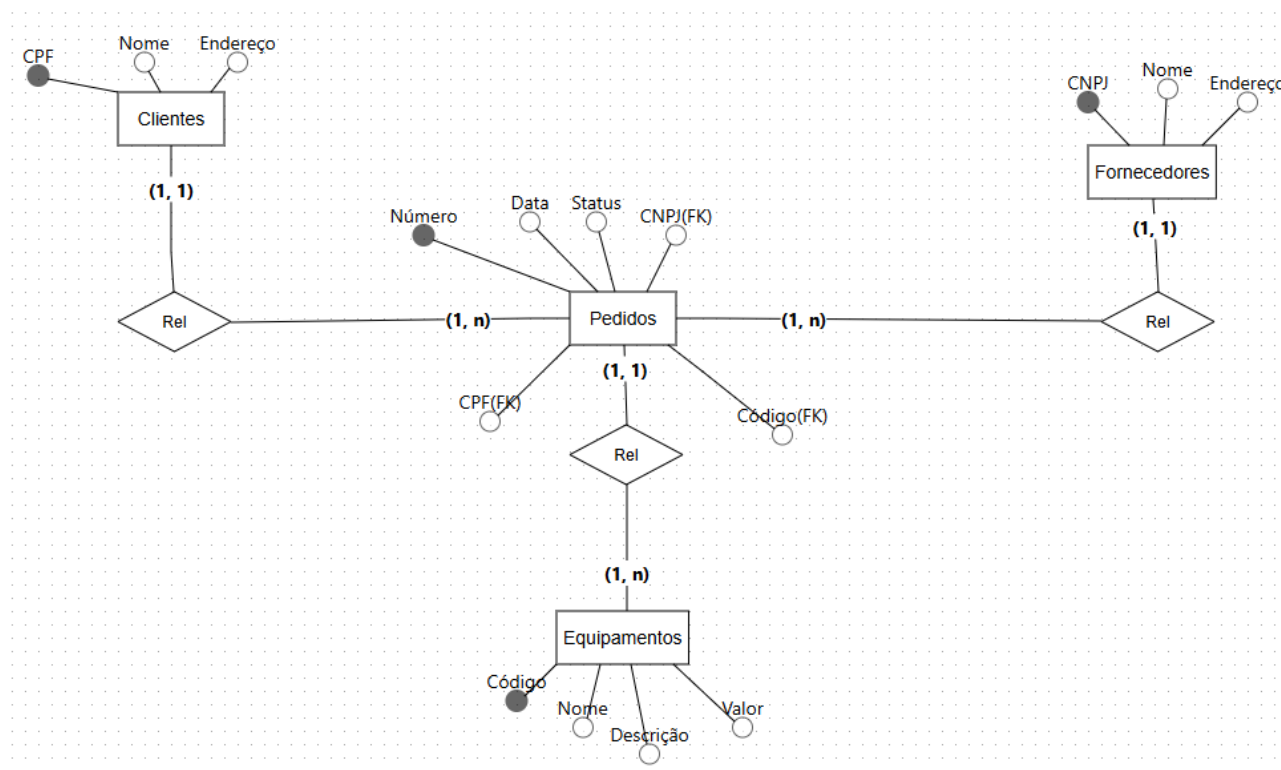 CPF
Nome
Endereço
Clientes
(1, 1)
CNPJ
Nome
Endereço
Fornecedores
(1, 1)
Número
Data
Status
CNPJ(FK)
Rel
(1, n)
Pedidos
(1, n)
Rel
(1, 1)
CPF(FK)
Código(FK)
Rel
(1, n)
Equipamentos
Código
Nome
Descrição
Valor